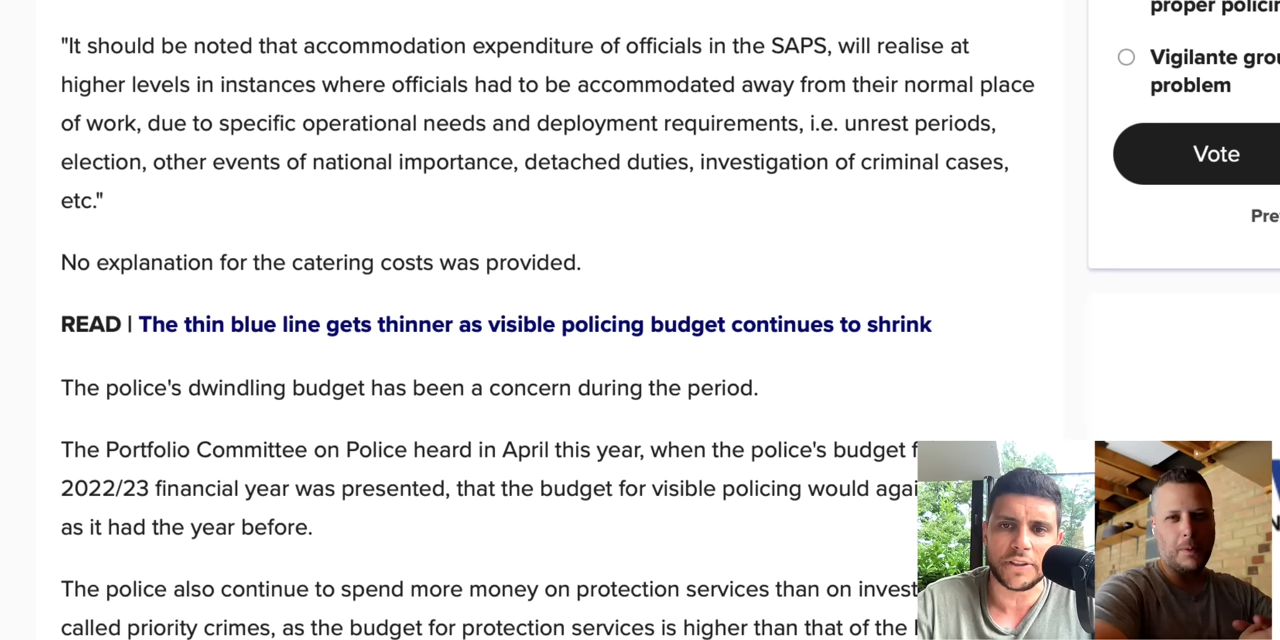 "It should be noted that accommodation expenditure of officials in the SAPS, will realise at
higher levels in instances where officials had to be accommodated away from their normal place
of work, due to specific operational needs and deployment requirements, i.e. unrest periods,
election, other events of national importance, detached duties, investigation of criminal cases,
etc."
No explanation for the catering costs was provided.
READ | The thin blue line gets thinner as visible policing budget continues to shrink
The police's dwindling budget has been a concern during the period.
The Portfolio Committee on Police heard in April this year, when the police's budget f
2022/23 financial year was presented, that the budget for visible policing would agai
as it had the year before.
The police also continue to spend more money on protection services than on invest
called priority crimes, as the budget for protection services is higher than that of the
proper policin
Vigilante grou
problem
Vote
Pre